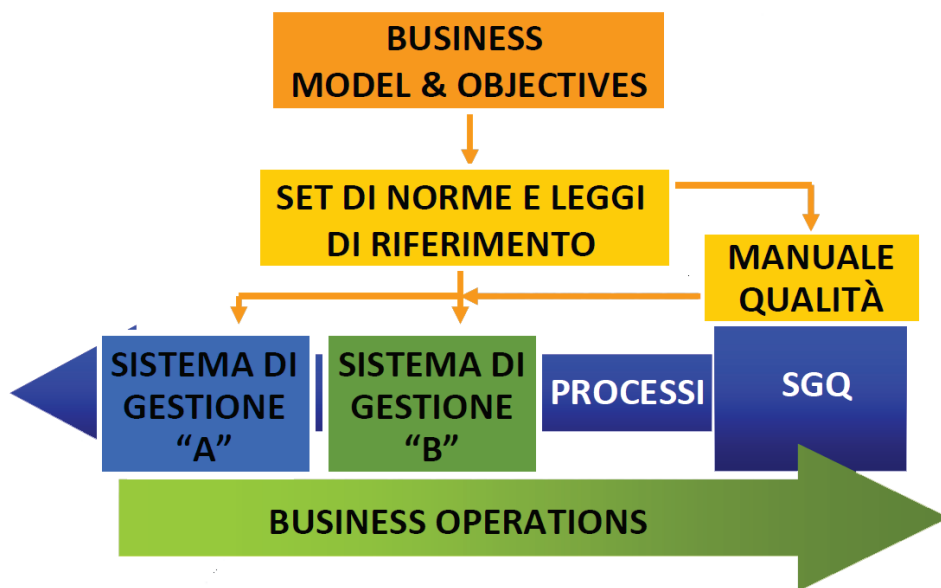 BUSINESS
MODEL & OBJECTIVES
SET DI NORME E LEGGI
DI RIFERIMENTO
MANUALE
QUALITÀ
SISTEMA DI
GESTIONE
“A”
SISTEMA DI
GESTIONE
“B”
PROCESSI
SGQ
BUSINESS OPERATIONS